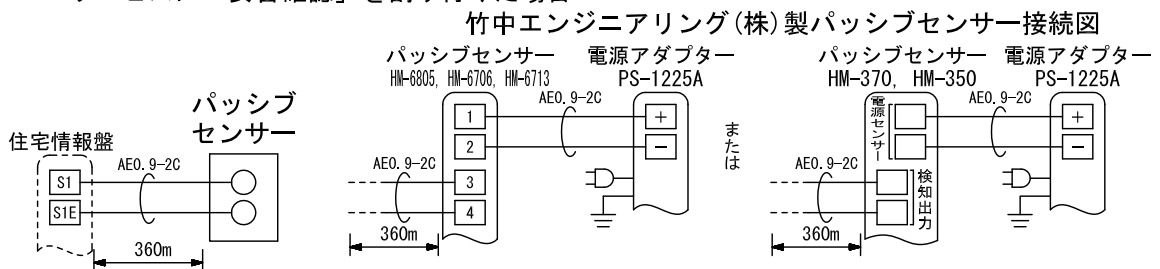 竹中エンジニアリング(株)製パッシブセンサー接続図
住宅情報盤
S1
S1E
AE0.9-2C
360m
パッシブ
センサー
パッシブセンサー
HM-6805, HM-6706, HM-6713
1
2
3
4
AE0.9-2C
AE0.9-2C
360m
電源アダプター
PS-1225A
+
−
または
パッシブセンサー
HM-370, HM-350
電源センサー
検知出力
AE0.9-2C
AE0.9-2C
360m
電源アダプター
PS-1225A
+
−